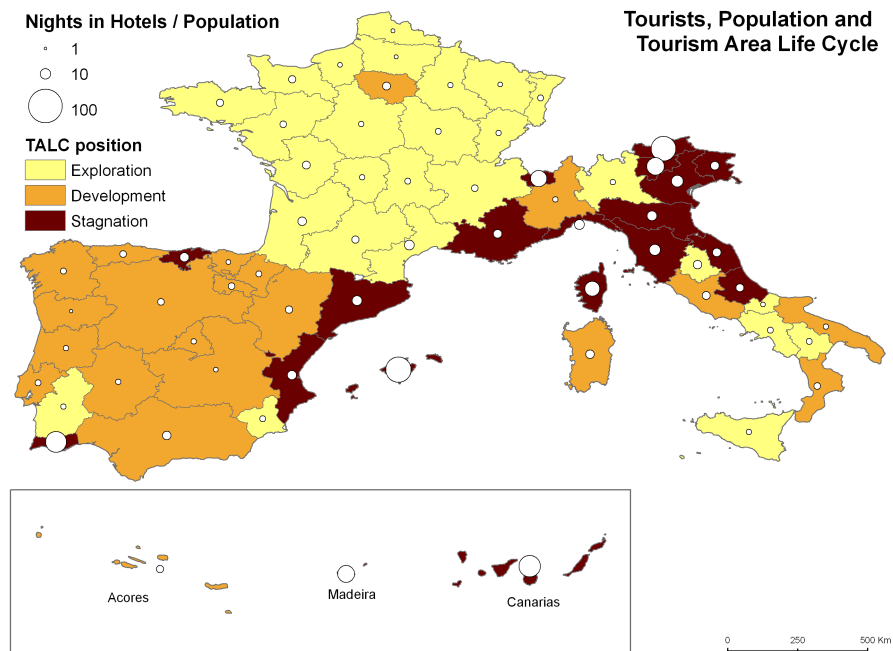 Nights in Hotels / Population
1
10
100
TALC position
Exploration
Development
Stagnation
Tourists, Population and
Tourism Area Life Cycle
Acores
Madeira
Canarias
0 250 500 Km